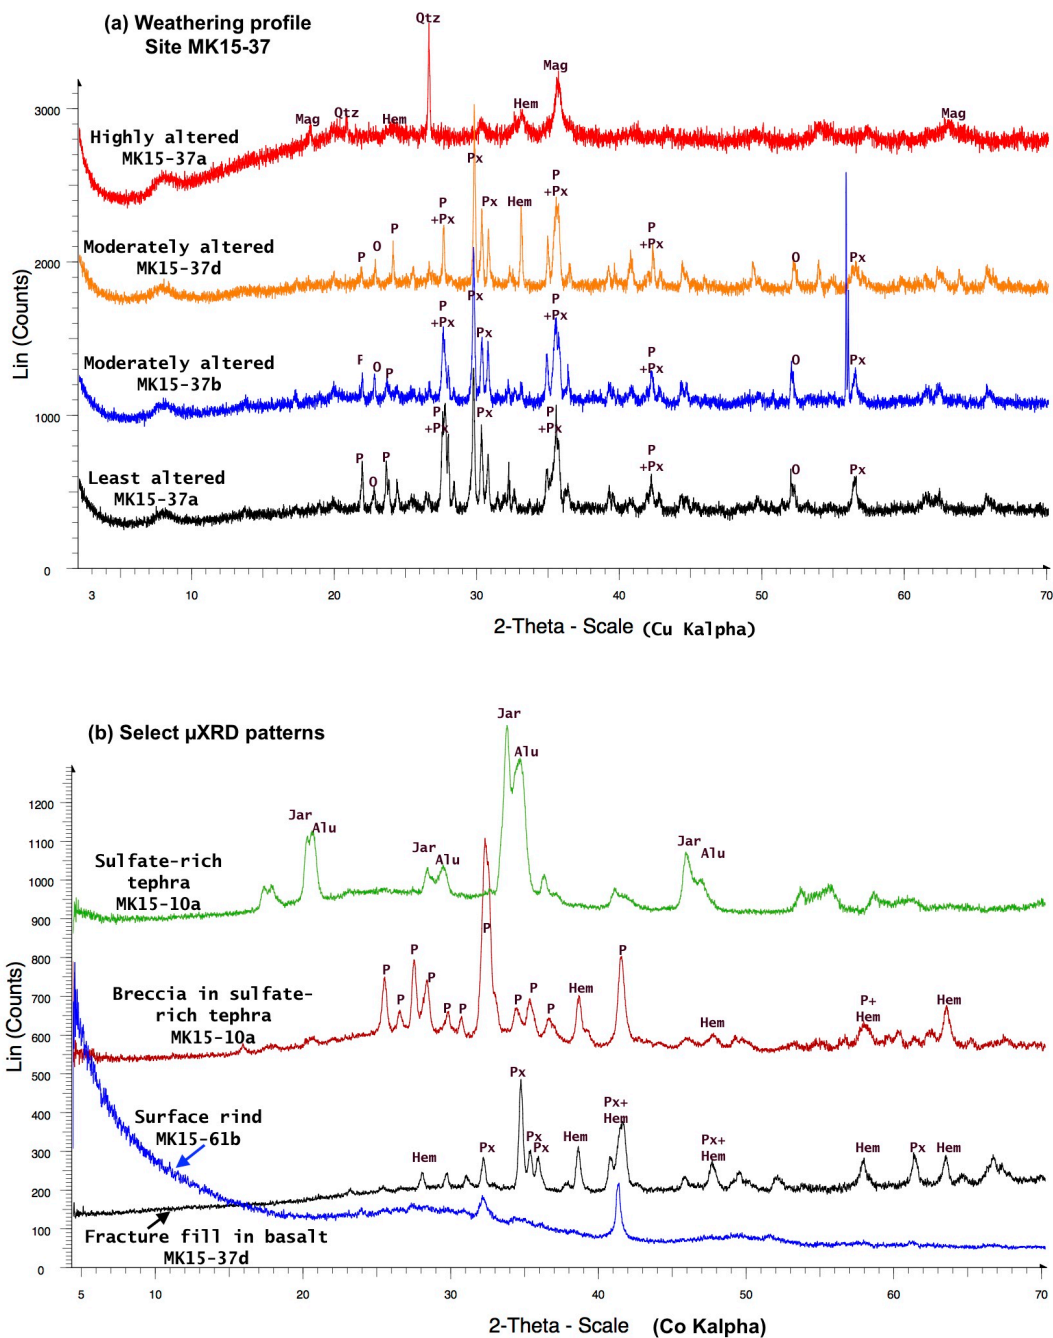 (a) Weathering profile
Site MK15-37
Qtz
Mag
Qtz
Hem
Hem
Mag
Mag
3000
Highly altered
MK15-37a
Px
P
+Px
P
O
P
Px
Hem
P
+Px
P
+Px
O
Px
Moderately altered
MK15-37d
2000
Lin (Counts)
P
+Px
P
O
P
Px
Px
P
+Px
P
+Px
O
Px
Moderately altered
MK15-37b
1000
P
+Px
P
O
P
Px
P
+Px
P
+Px
O
Px
Least altered
MK15-37a
0
3
10
20
30
40
50
60
70
2-Theta - Scale (Cu Kalpha)
(b) Select µXRD patterns
Jar
Alu
Jar
Alu
Jar
Alu
Jar
Alu
1200
1100
1000
900
800
700
600
500
400
300
200
100
0
Lin (Counts)
Sulfate-rich
tephra
MK15-10a
P
P
P
P
P
P
P
P
P
P
Hem
P
Hem
P+
Hem
Hem
Breccia in sulfate-
rich tephra
MK15-10a
Surface rind
MK15-61b
Hem
Px
Px
Px
Px
Hem
Px+
Hem
Px+
Hem
Hem
Px
Hem
Fracture fill in basalt
MK15-37d
5
10
20
30
40
50
60
70
2-Theta - Scale (Co Kalpha)